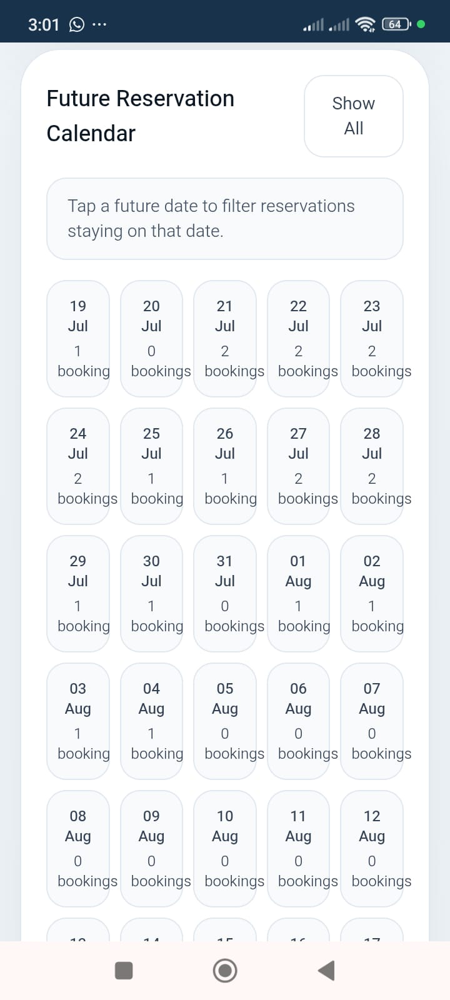 3:01
64
Future Reservation
Calendar
Show
All
Tap a future date to filter reservations
staying on that date.
19 20 21 22 23
Jul Jul Jul Jul Jul
1 0 2 2 2
booking bookings bookings bookings bookings
24 25 26 27 28
Jul Jul Jul Jul Jul
2 1 1 2 2
bookings booking booking bookings bookings
29 30 31 01 02
Jul Jul Jul Aug Aug
1 1 0 1 1
booking booking bookings booking booking
03 04 05 06 07
Aug Aug Aug Aug Aug
1 1 0 0 0
booking booking bookings bookings bookings
08 09 10 11 12
Aug Aug Aug Aug Aug
0 0 0 0 0
bookings bookings bookings bookings bookings